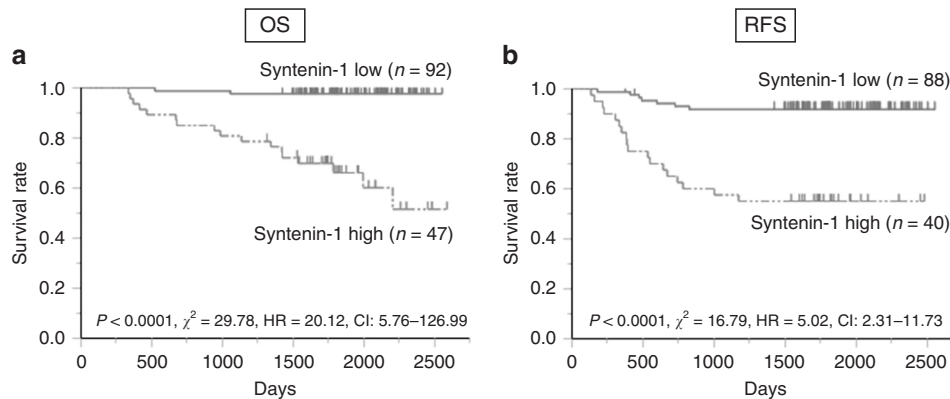 OS
a
Syntenin-1 low (n = 92)
1.0
0.8
0.6
0.4
0.2
0.0
Survival rate
Syntenin-1 high (n = 47)
P < 0.0001, χ² = 29.78, HR = 20.12, CI: 5.76–126.99
0 500 1000 1500 2000 2500
Days
RFS
b
Syntenin-1 low (n = 88)
1.0
0.8
0.6
0.4
0.2
0.0
Survival rate
Syntenin-1 high (n = 40)
P < 0.0001, χ² = 16.79, HR = 5.02, CI: 2.31–11.73
0 500 1000 1500 2000 2500
Days